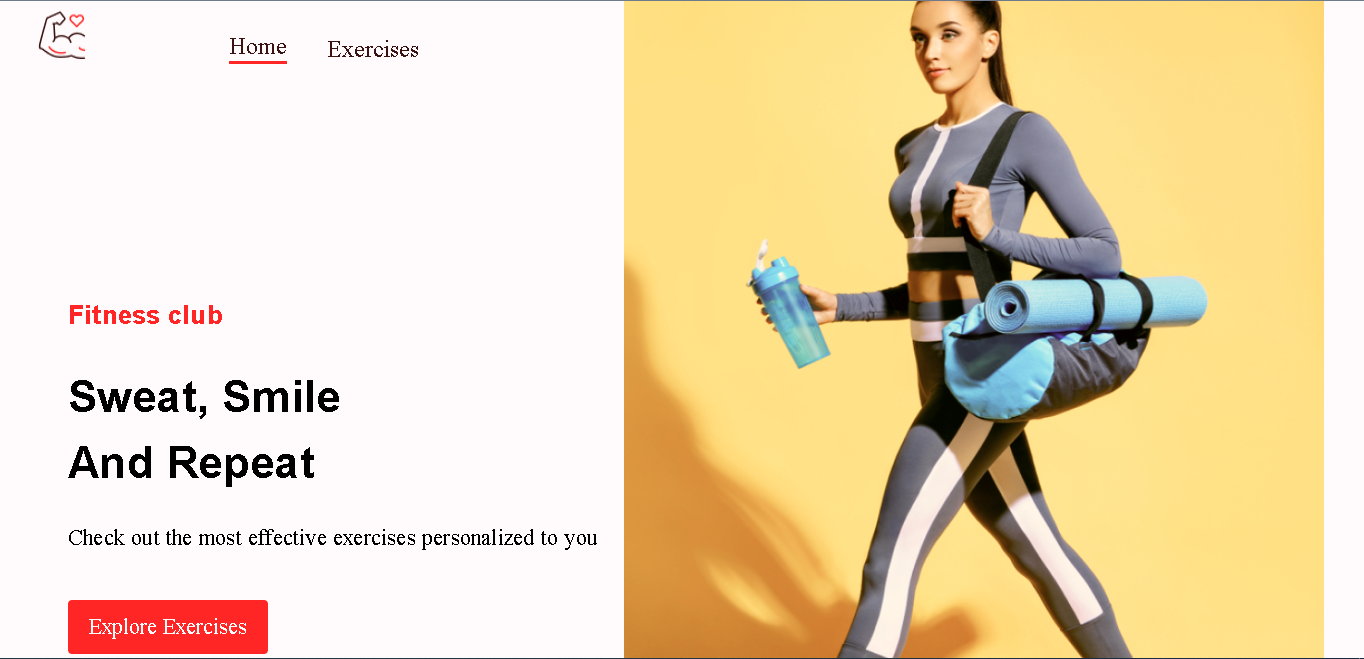 Home
Exercises
Fitness club
Sweat, Smile
And Repeat
Check out the most effective exercises personalized to you
Explore Exercises